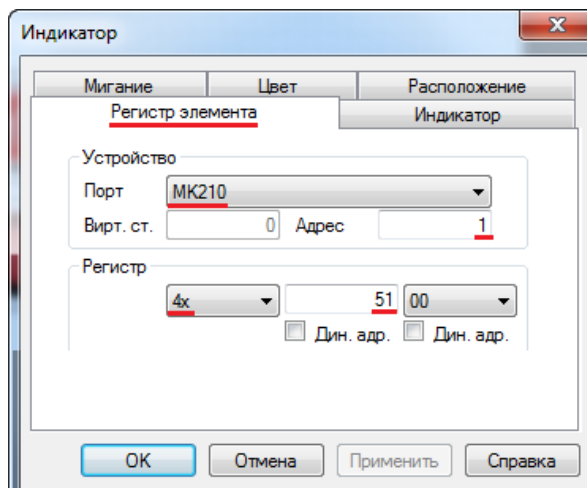 Индикатор
Мигание Цвет Расположение
Регистр элемента Индикатор
Устройство
Порт МК210
Вирт. ст. 0 Адрес 1
Регистр
4x 51 00
Дин. адр. Дин. адр.
OK Отмена Применить Справка